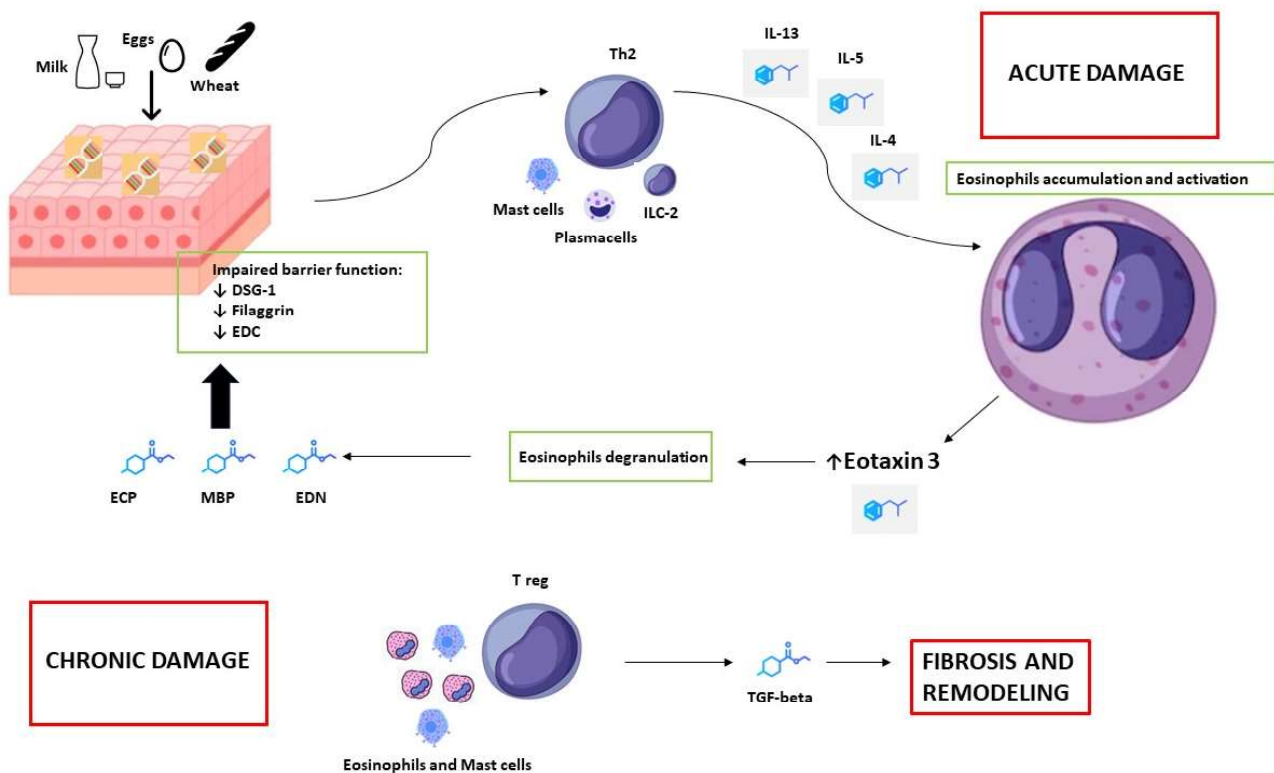 Milk
Eggs
Wheat
Impaired barrier function:
↓ DSG-1
↓ Filaggrin
↓ EDC
Th2
Mast cells
Plasmacells
ILC-2
IL-13
IL-5
IL-4
ACUTE DAMAGE
Eosinophils accumulation and activation
↑Eotaxin 3
Eosinophils degranulation
ECP
MBP
EDN
CHRONIC DAMAGE
T reg
Eosinophils and Mast cells
TGF-beta
FIBROSIS AND
REMODELING